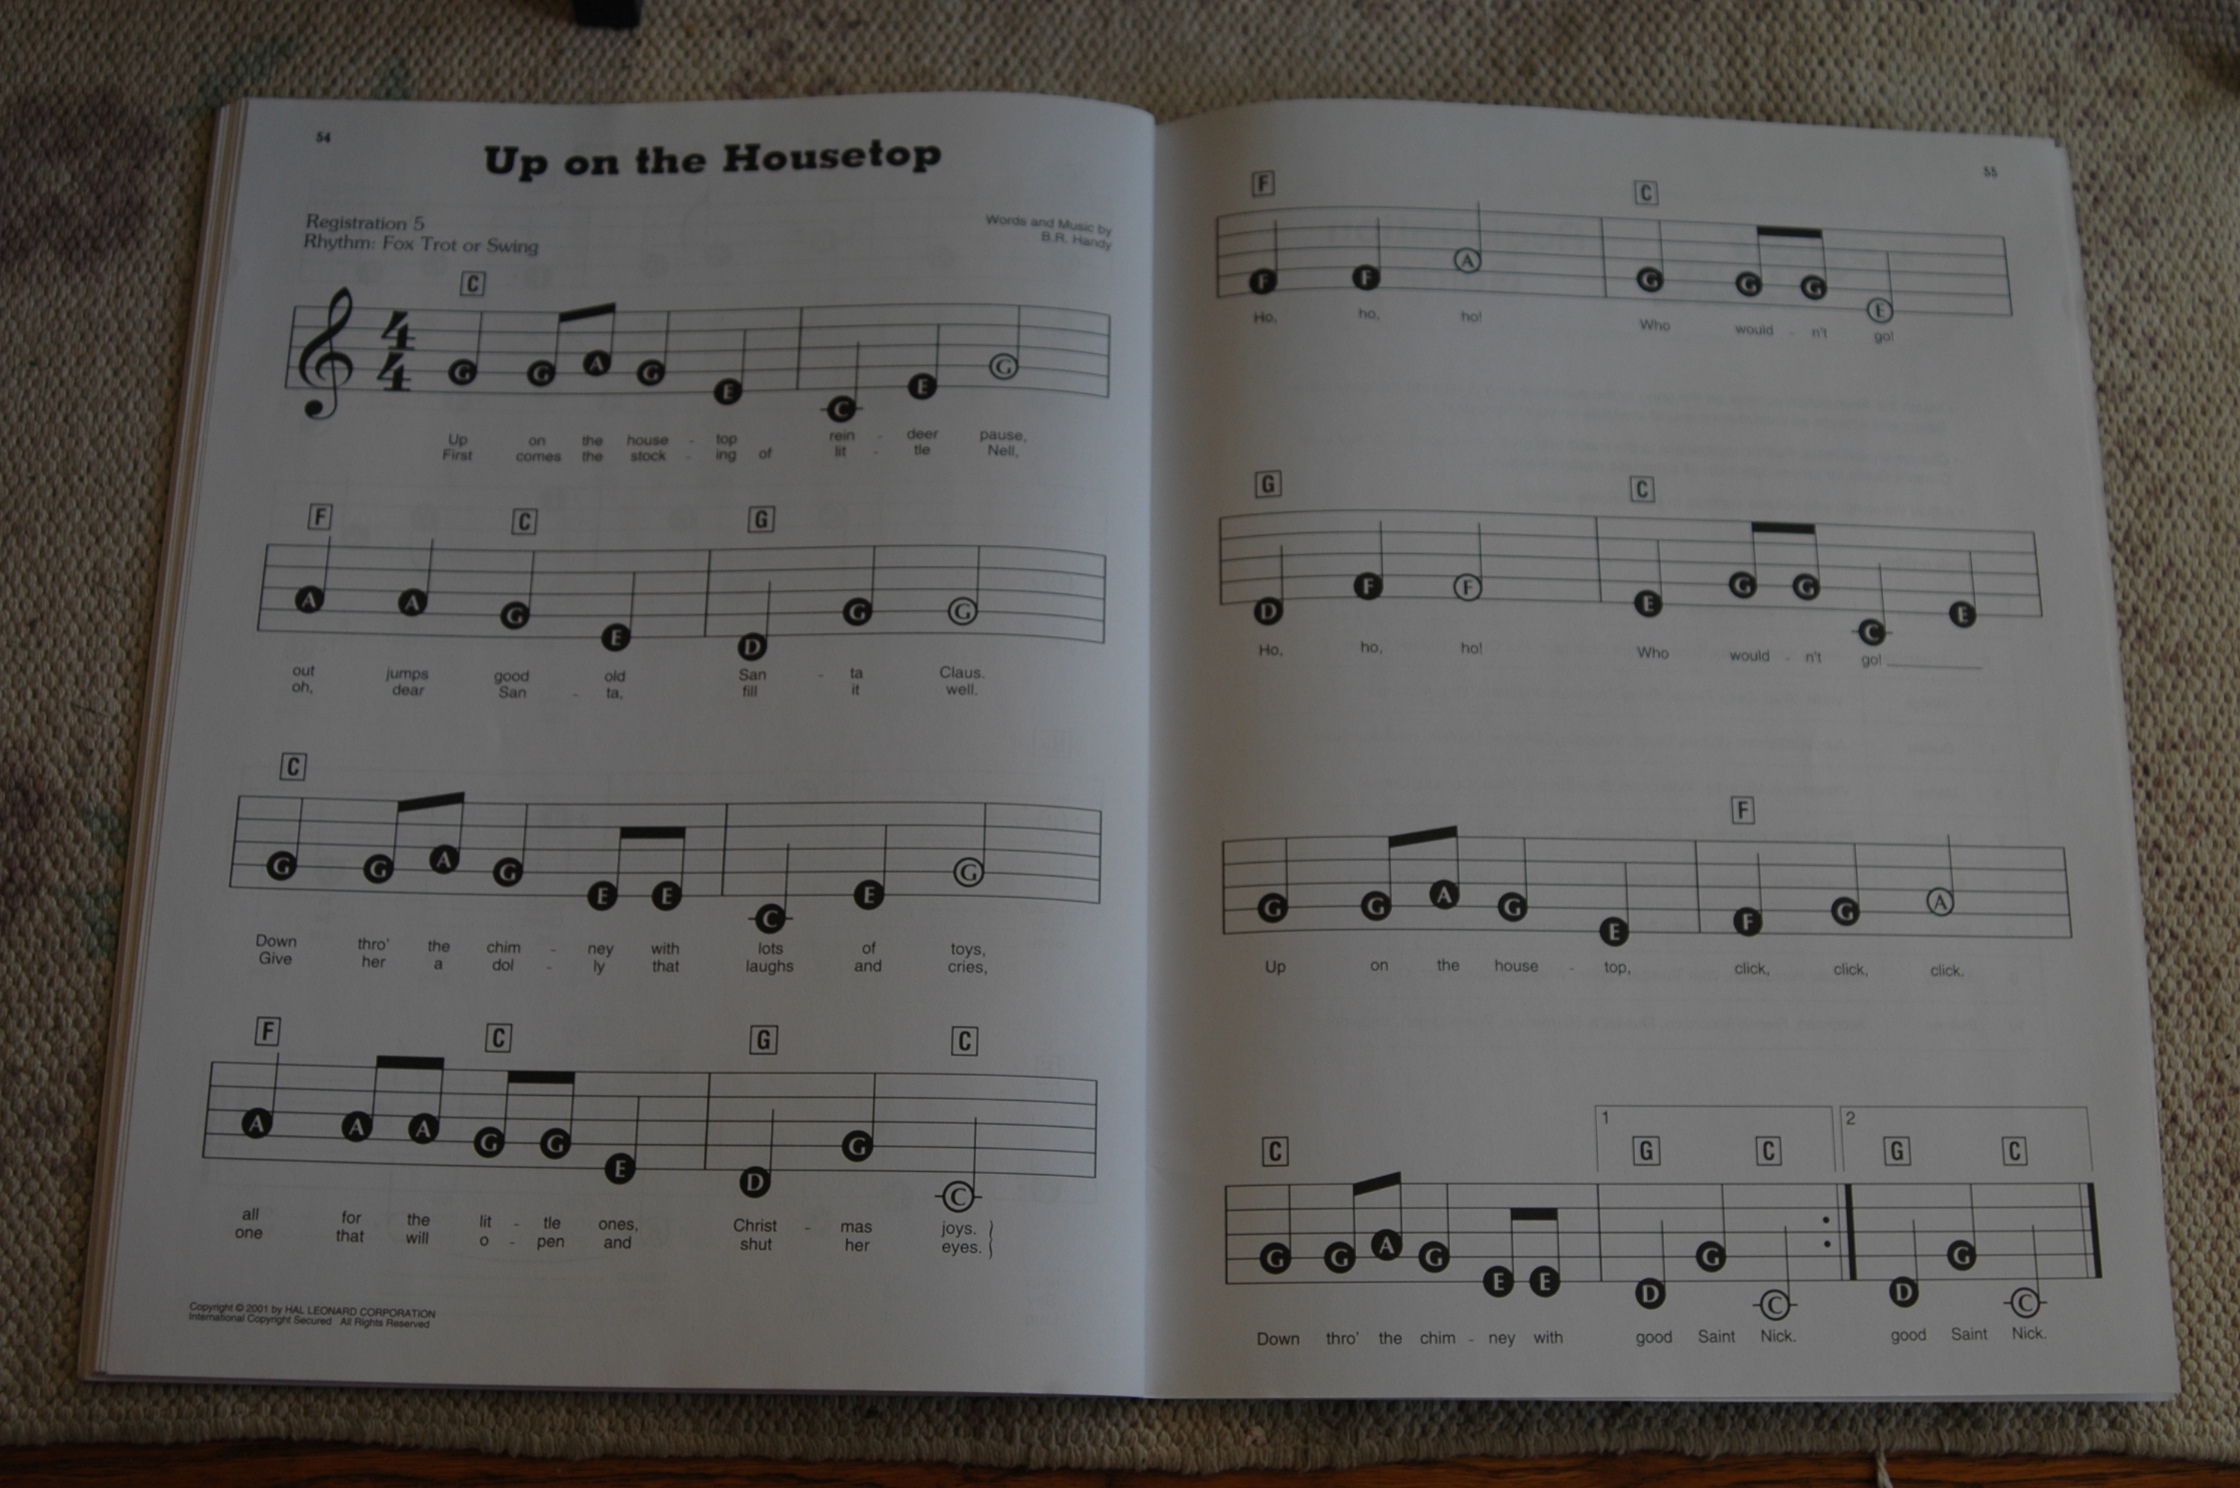 54
Up on the Housetop
Registration 5
Rhythm: Fox Trot or Swing
Words and Music by
B.R. Handy
C
4
4
G G A G E C E G
Up on the house - top rein - deer pause,
First comes the stock - ing of lit - tle Nell,
F C G
A A G E D G G
out jumps good old San - ta Claus.
oh, dear San - ta, fill it well.
C
G G A G E E C E G
Down thro' the chim - ney with lots of toys,
Give her a dol - ly that laughs and cries,
F C G C
A A A G G E D G C
all for the lit - tle ones, Christ - mas joys. }
one that will o - pen and shut her eyes. }
Copyright © 2001 by HAL LEONARD CORPORATION
International Copyright Secured All Rights Reserved
55
F C
F F A G G G E
Ho, ho, ho! Who would - n't go!
G C
D F F E G G C E
Ho, ho, ho! Who would - n't go! ______
F
G G A G E F G A
Up on the house - top, click, click, click.
1 2
C G C G C
G G A G E E D G C D G C
Down thro' the chim - ney with good Saint Nick. good Saint Nick.